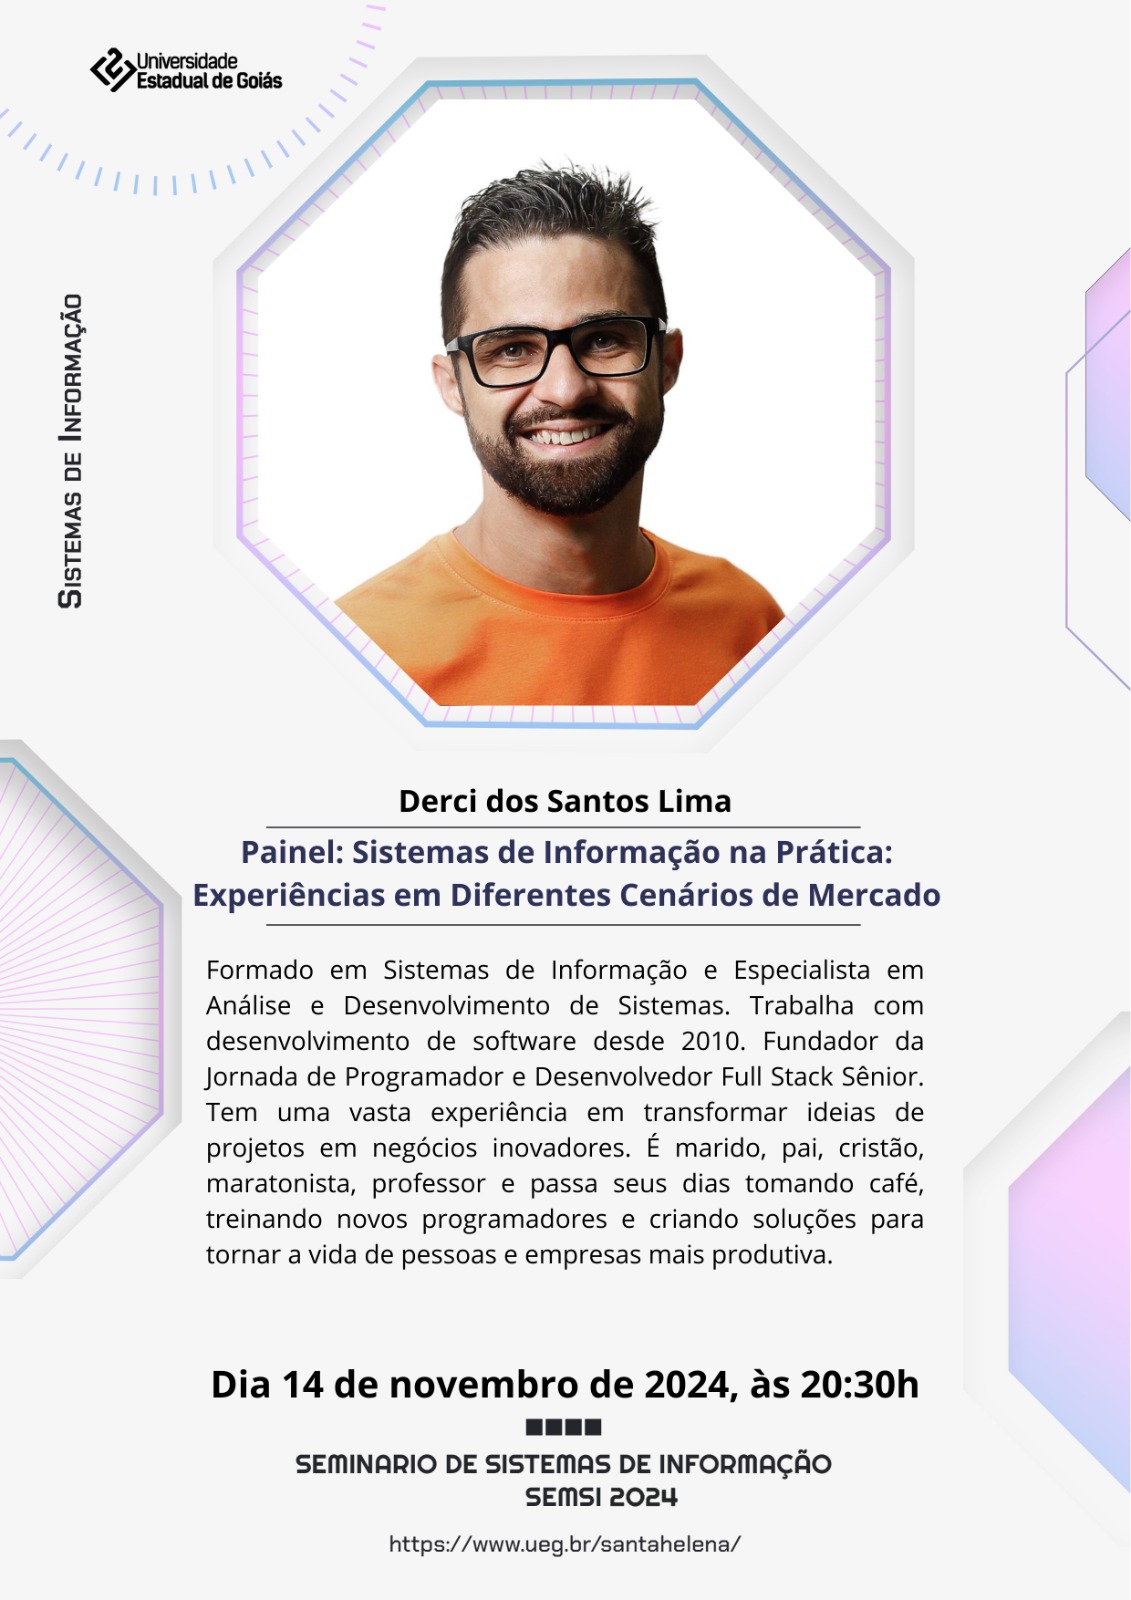 Universidade
Estadual de Goiás
Sistemas de Informação
Derci dos Santos Lima
Painel: Sistemas de Informação na Prática:
Experiências em Diferentes Cenários de Mercado
Formado em Sistemas de Informação e Especialista em
Análise e Desenvolvimento de Sistemas. Trabalha com
desenvolvimento de software desde 2010. Fundador da
Jornada de Programador e Desenvolvedor Full Stack Sênior.
Tem uma vasta experiência em transformar ideias de
projetos em negócios inovadores. É marido, pai, cristão,
maratonista, professor e passa seus dias tomando café,
treinando novos programadores e criando soluções para
tornar a vida de pessoas e empresas mais produtiva.
Dia 14 de novembro de 2024, às 20:30h
SEMINARIO DE SISTEMAS DE INFORMAÇÃO
SEMSI 2024
https://www.ueg.br/santahelena/